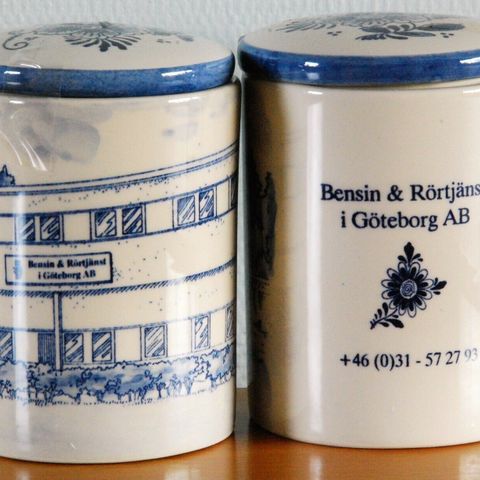 Bensin & Rörtjänst
i Göteborg AB
Bensin & Rörtjäns
i Göteborg AB
+46 (0)31 - 57 27 93